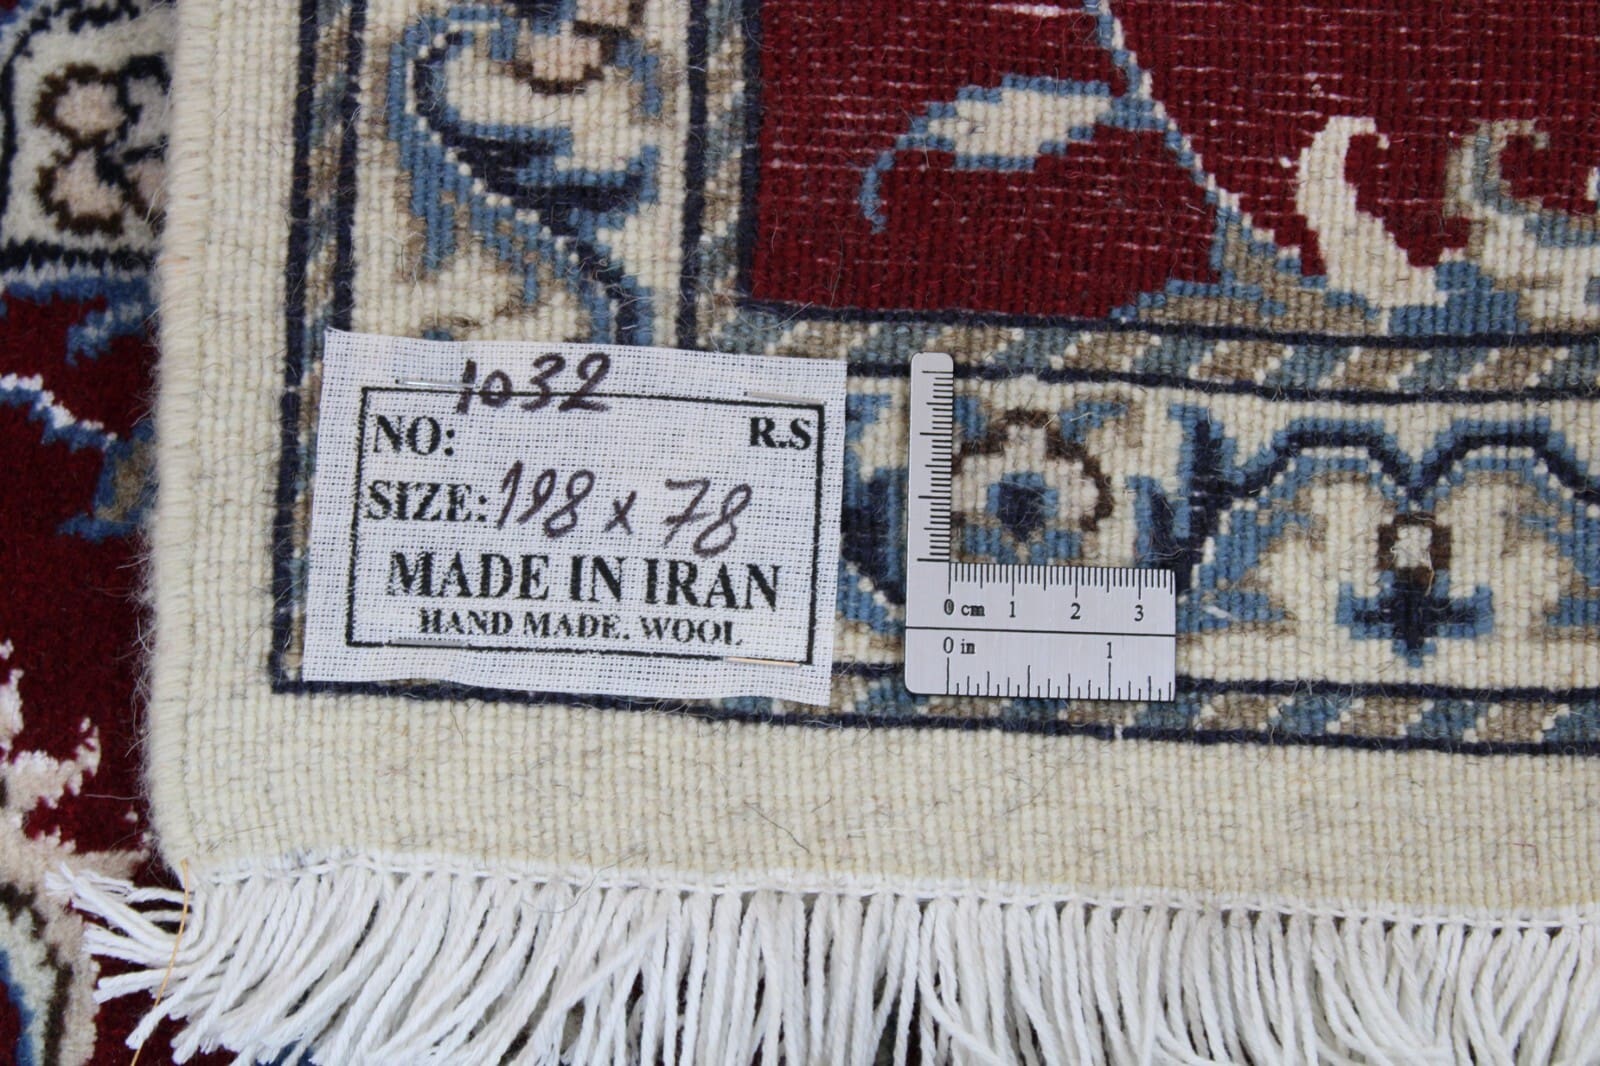 1032
NO: R.S
SIZE: 198 x 78
MADE IN IRAN
HAND MADE. WOOL
0 cm 1 2 3
0 in 1